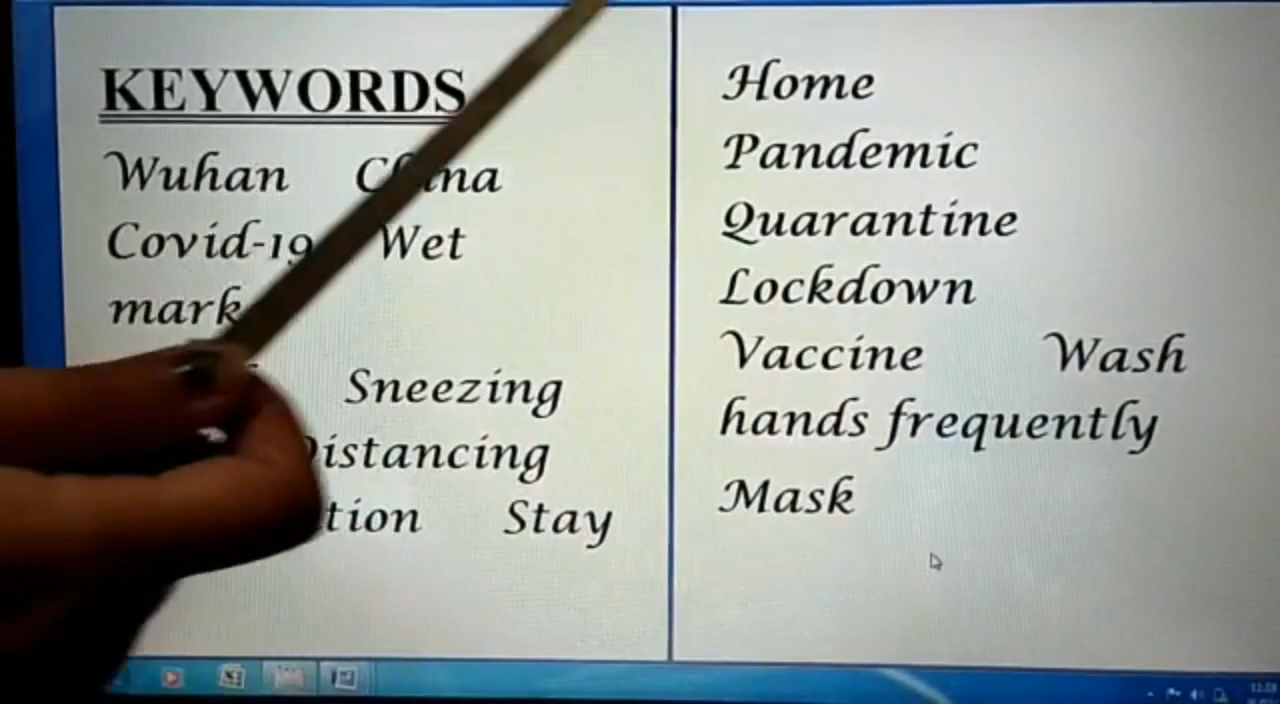 KEYWORDS
Wuhan
Covid-19 Wet
Sneezing
Stay
Home
Pandemic
Quarantine
Lockdown
Vaccine Wash
hands frequently
Mask